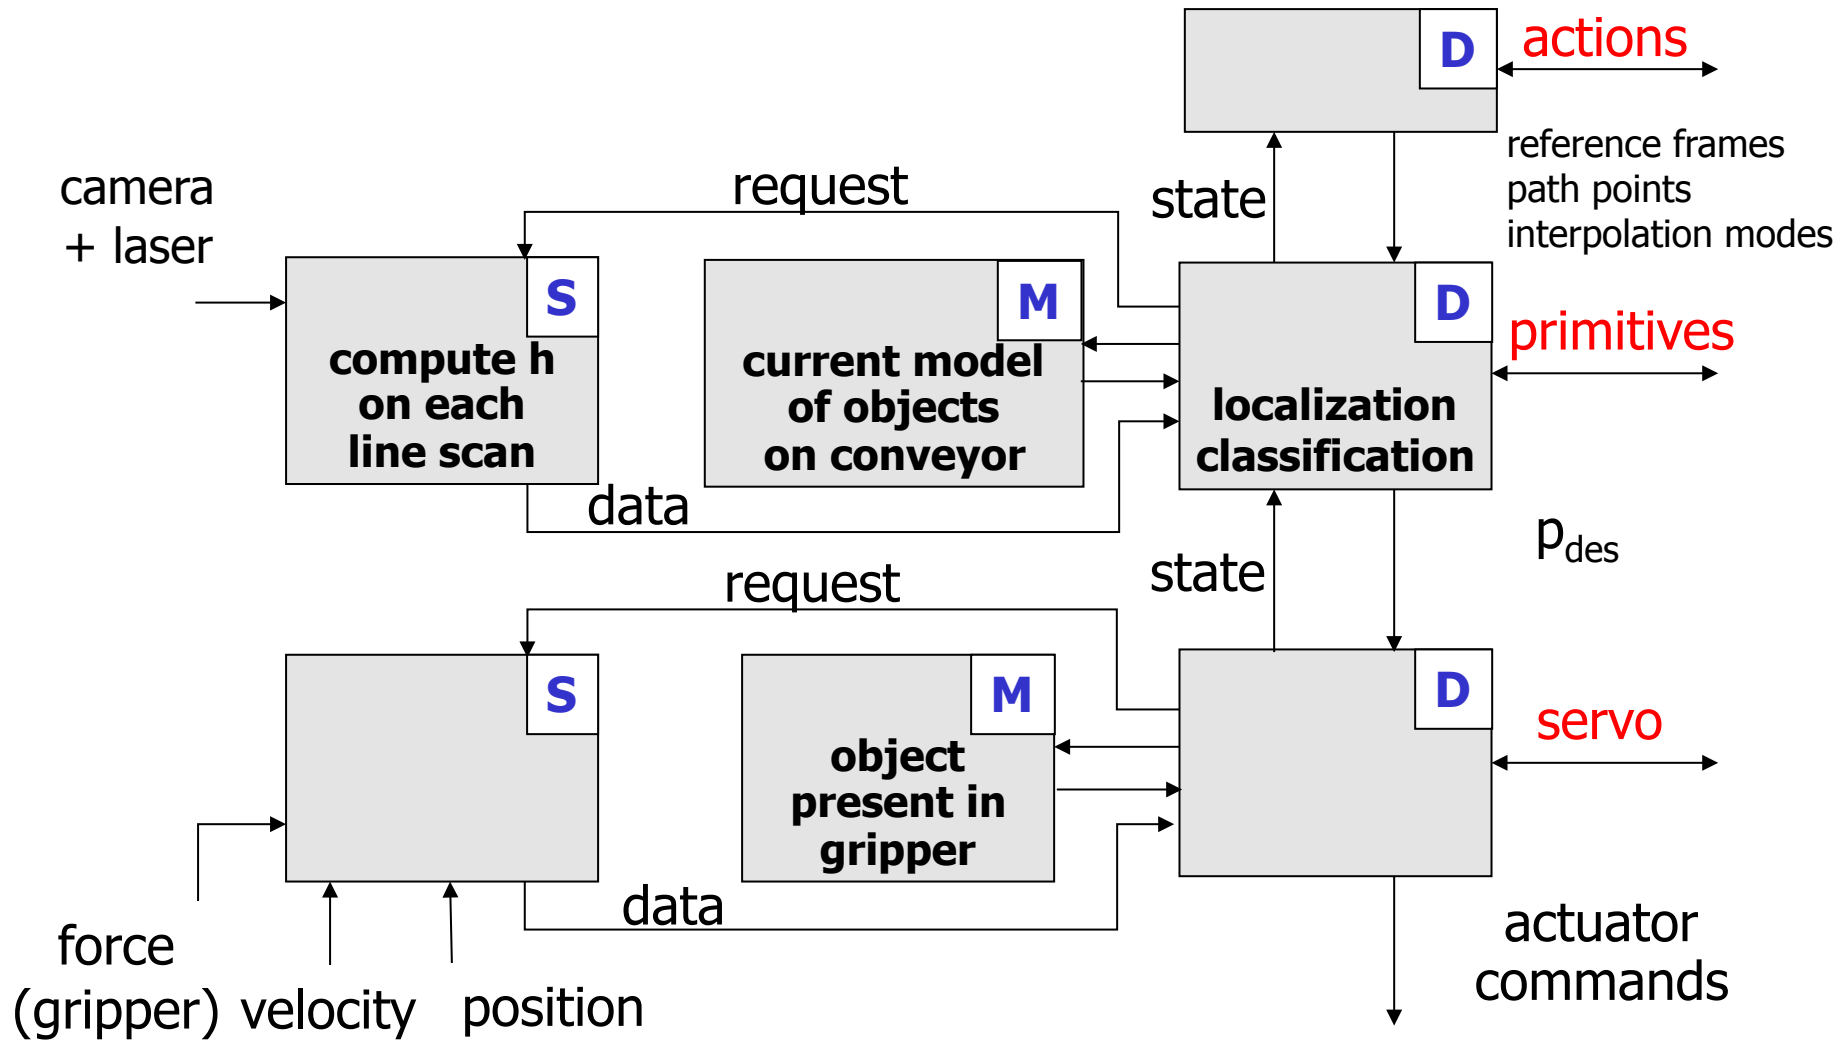 D
actions
reference frames
path points
interpolation modes
camera
+ laser
request
state
S
compute h
on each
line scan
M
current model
of objects
on conveyor
D
localization
classification
primitives
data
p_des
request
state
S
M
object
present in
gripper
D
servo
data
force
(gripper)
velocity
position
actuator
commands